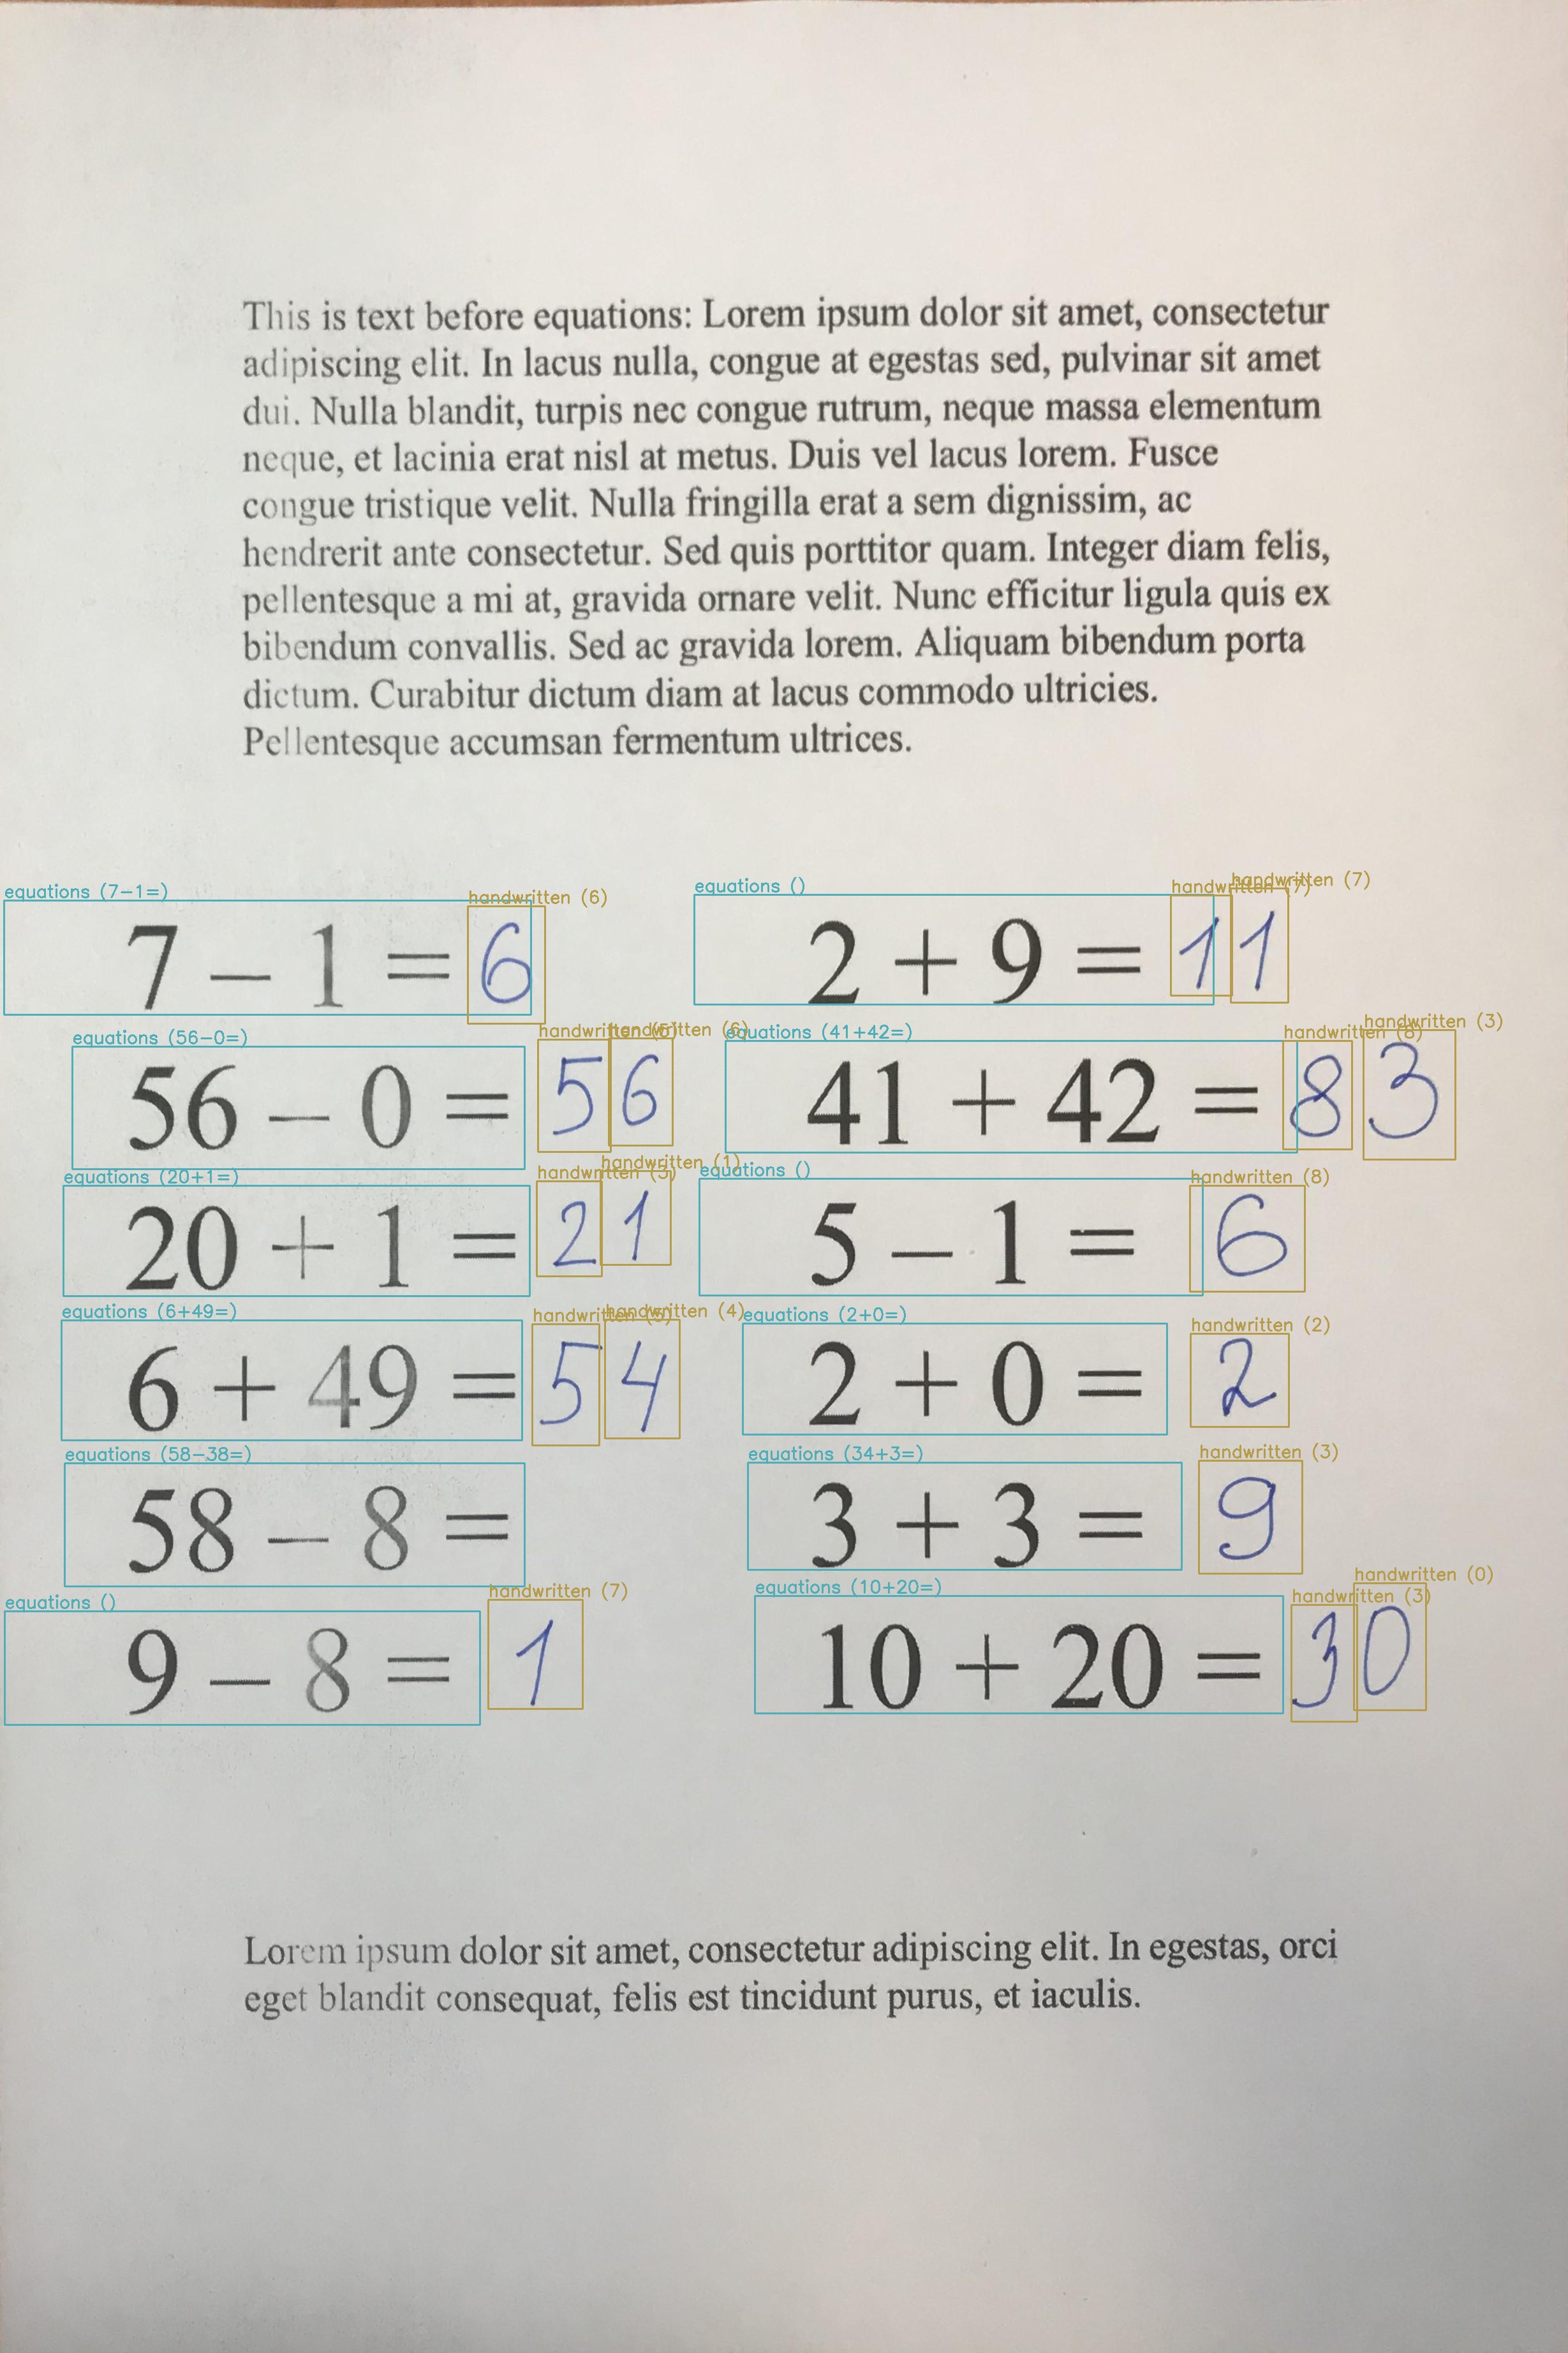 This is text before equations: Lorem ipsum dolor sit amet, consectetur
adipiscing elit. In lacus nulla, congue at egestas sed, pulvinar sit amet
dui. Nulla blandit, turpis nec congue rutrum, neque massa elementum
neque, et lacinia erat nisl at metus. Duis vel lacus lorem. Fusce
congue tristique velit. Nulla fringilla erat a sem dignissim, ac
hendrerit ante consectetur. Sed quis porttitor quam. Integer diam felis,
pellentesque a mi at, gravida ornare velit. Nunc efficitur ligula quis ex
bibendum convallis. Sed ac gravida lorem. Aliquam bibendum porta
dictum. Curabitur dictum diam at lacus commodo ultricies.
Pellentesque accumsan fermentum ultrices.
equations (7-1=) handwritten (6) equations () handwritten (7) handwritten (7)
7 – 1 = 6 2 + 9 = 11
equations (56-0=) handwritten (5) handwritten (6) equations (41+42=) handwritten (8) handwritten (3)
56 – 0 = 56 41 + 42 = 83
equations (20+1=) handwritten (3) handwritten (1) equations () handwritten (8)
20 + 1 = 21 5 – 1 = 6
equations (6+49=) handwritten (5) handwritten (4) equations (2+0=) handwritten (2)
6 + 49 = 54 2 + 0 = 2
equations (58-38=) equations (34+3=) handwritten (3)
58 – 8 = 3 + 3 = 9
equations () handwritten (7) equations (10+20=) handwritten (3) handwritten (0)
9 – 8 = 1 10 + 20 = 30
Lorem ipsum dolor sit amet, consectetur adipiscing elit. In egestas, orci
eget blandit consequat, felis est tincidunt purus, et iaculis.